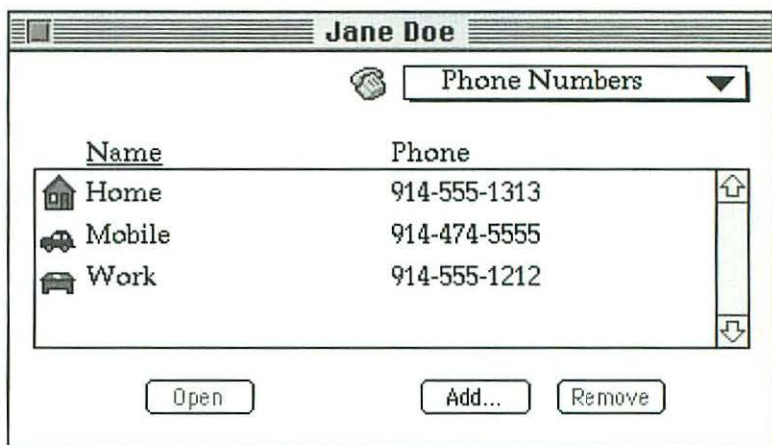 Jane Doe
Phone Numbers
Name Phone
Home 914-555-1313
Mobile 914-474-5555
Work 914-555-1212
Open Add... Remove